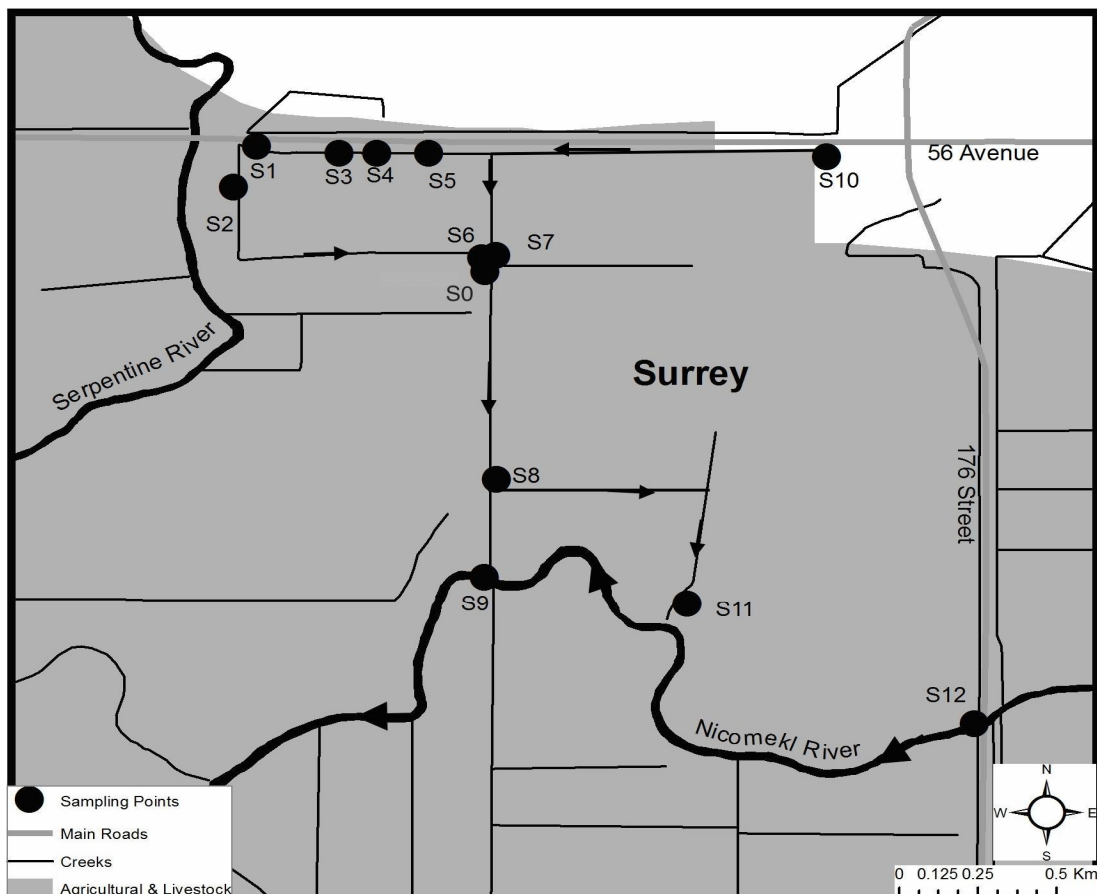 56 Avenue
S1
S3
S4
S5
S10
S2
S6
S7
S0
Serpentine River
Surrey
176 Street
S8
S9
S11
S12
Nicomekl River
N
W E
S
Sampling Points
Main Roads
Creeks
Agricultural & Livestock
0 0.125 0.25 0.5 Km